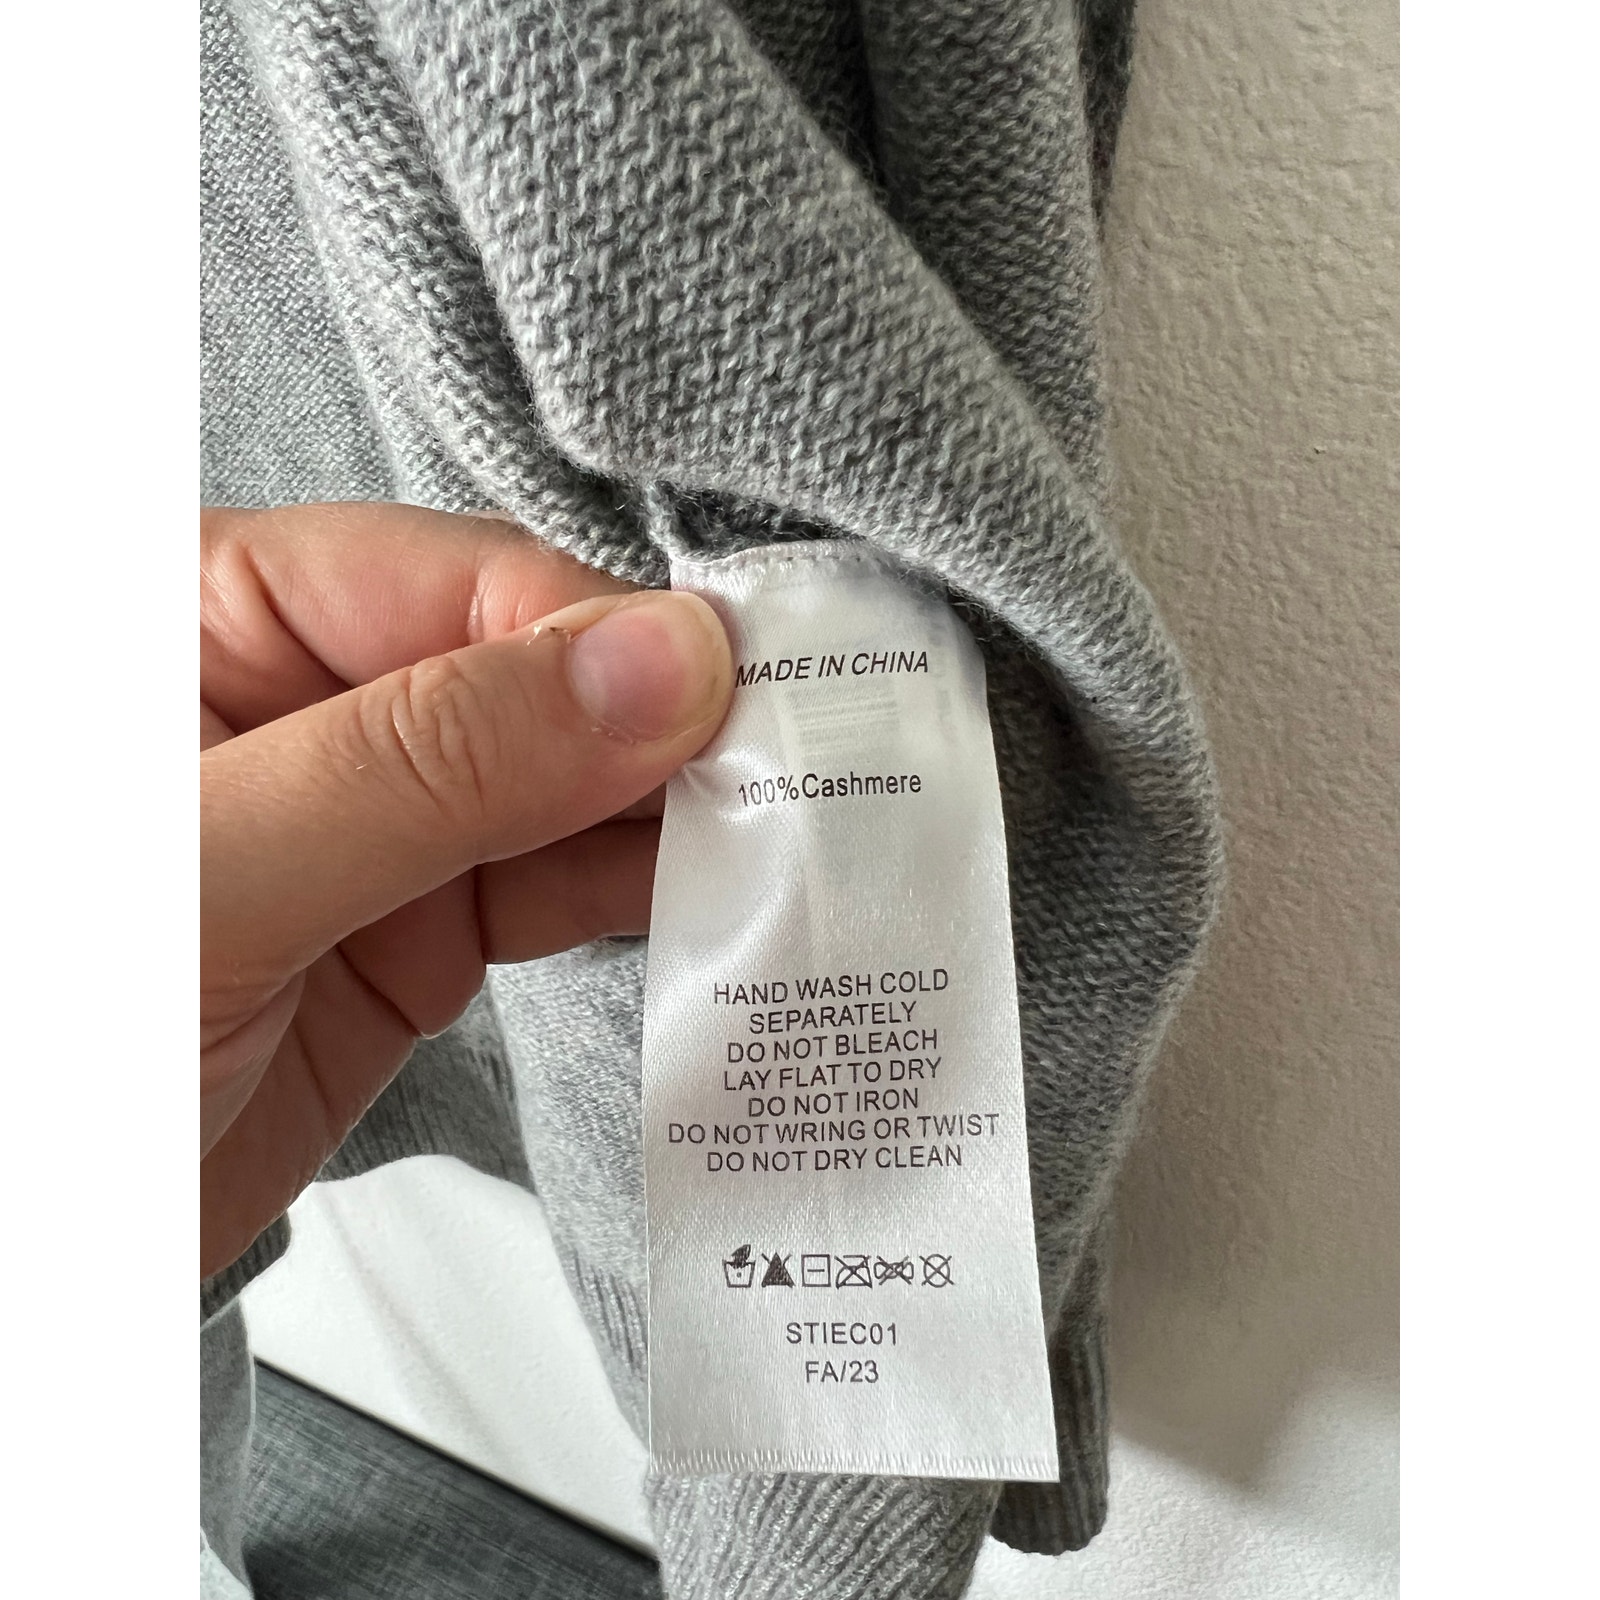 MADE IN CHINA
100%Cashmere
HAND WASH COLD
SEPARATELY
DO NOT BLEACH
LAY FLAT TO DRY
DO NOT IRON
DO NOT WRING OR TWIST
DO NOT DRY CLEAN
STIEC01
FA/23